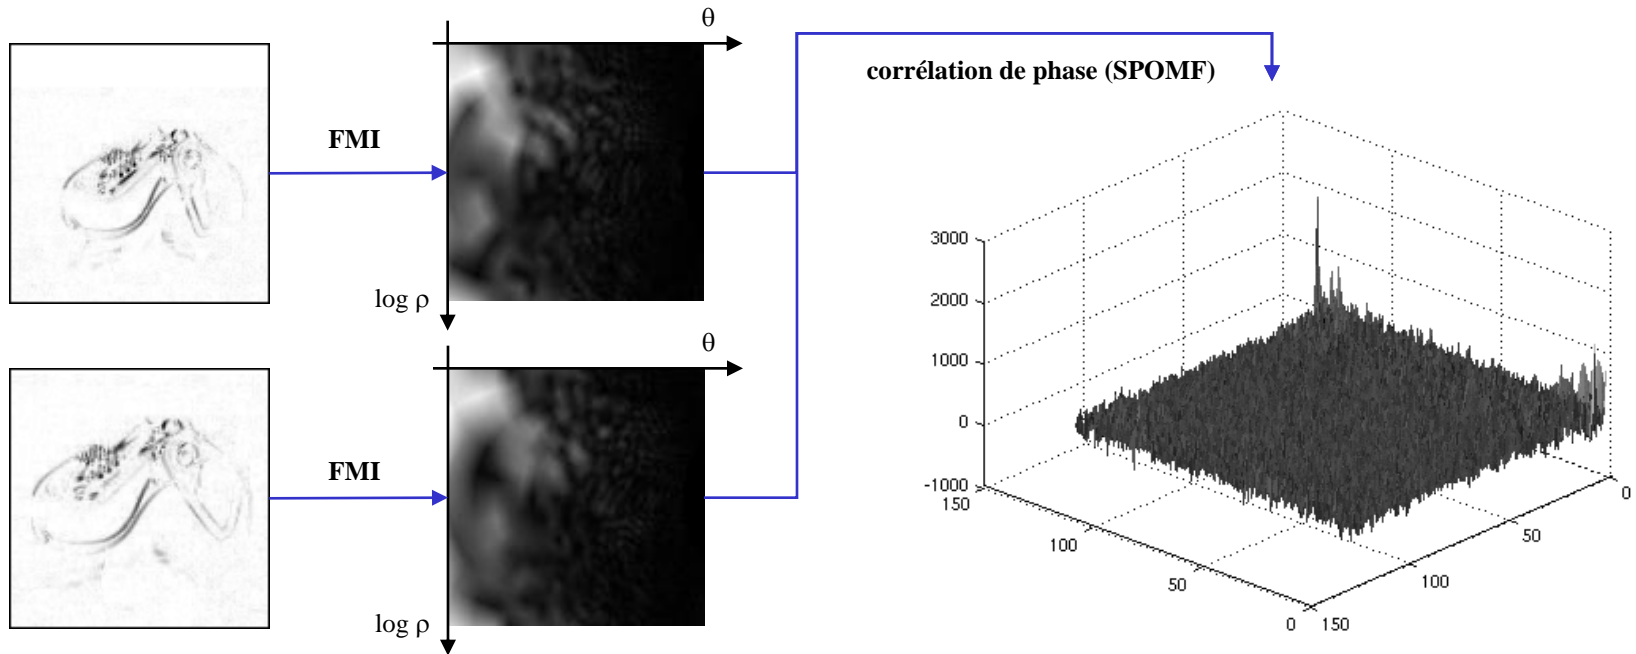 θ
corrélation de phase (SPOMF)
FMI
log ρ
θ
FMI
log ρ
3000
2000
1000
0
-1000
150
100
50
0
150
100
50
0